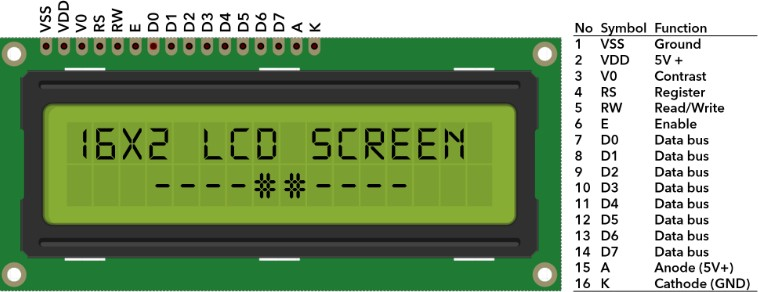 VSS VDD V0 RS RW E D0 D1 D2 D3 D4 D5 D6 D7 A K
16X2 LCD SCREEN
----##----
No Symbol Function
1 VSS Ground
2 VDD 5V +
3 V0 Contrast
4 RS Register
5 RW Read/Write
6 E Enable
7 D0 Data bus
8 D1 Data bus
9 D2 Data bus
10 D3 Data bus
11 D4 Data bus
12 D5 Data bus
13 D6 Data bus
14 D7 Data bus
15 A Anode (5V+)
16 K Cathode (GND)